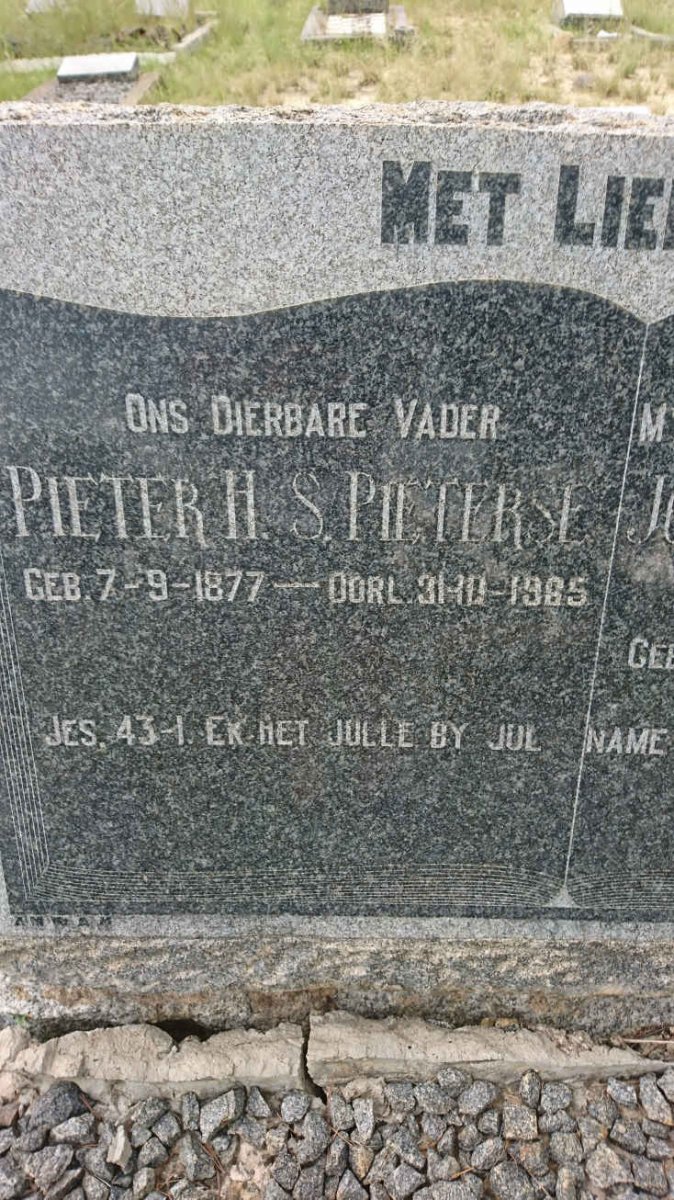 MET LIE
ONS DIERBARE VADER
PIETER H. S. PIETERSE
GEB. 7-9-1877 — OORL. 31-10-1965
JES. 43-1. EK HET JULLE BY JUL NAME
M
JO
GEB